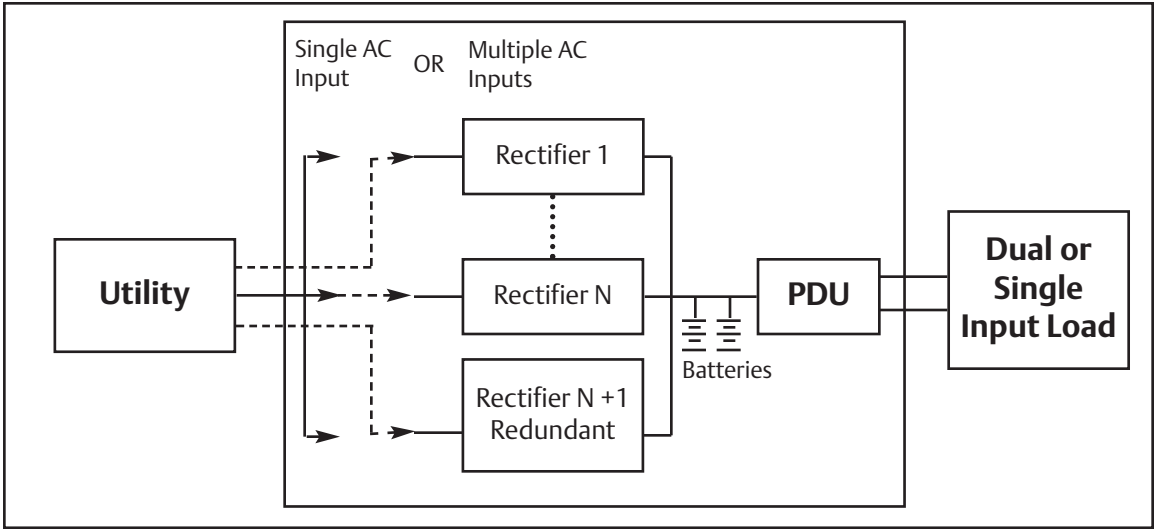 Single AC
Input
OR
Multiple AC
Inputs
Rectifier 1
Utility
Rectifier N
PDU
Dual or
Single
Input Load
Batteries
Rectifier N +1
Redundant